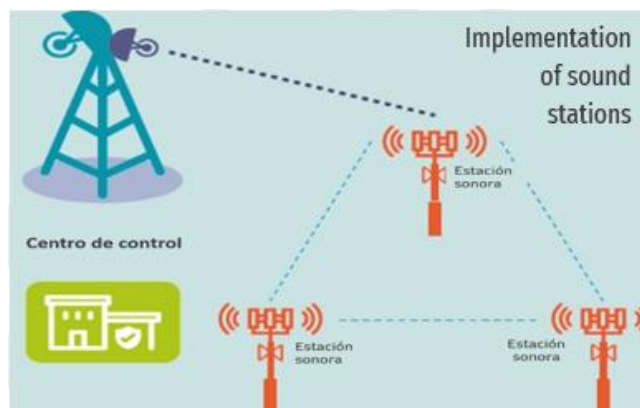 Implementation
of sound
stations
Estación
sonora
Centro de control
Estación
sonora
Estación
sonora